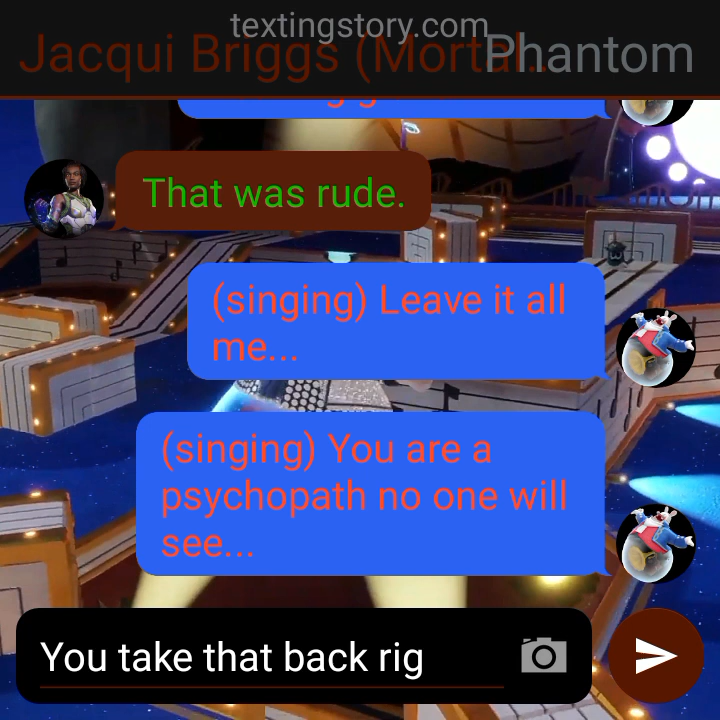 textingstory.com
Jacqui Briggs (Mortal...
Phantom
That was rude.
(singing) Leave it all
me...
(singing) You are a
psychopath no one will
see...
You take that back rig